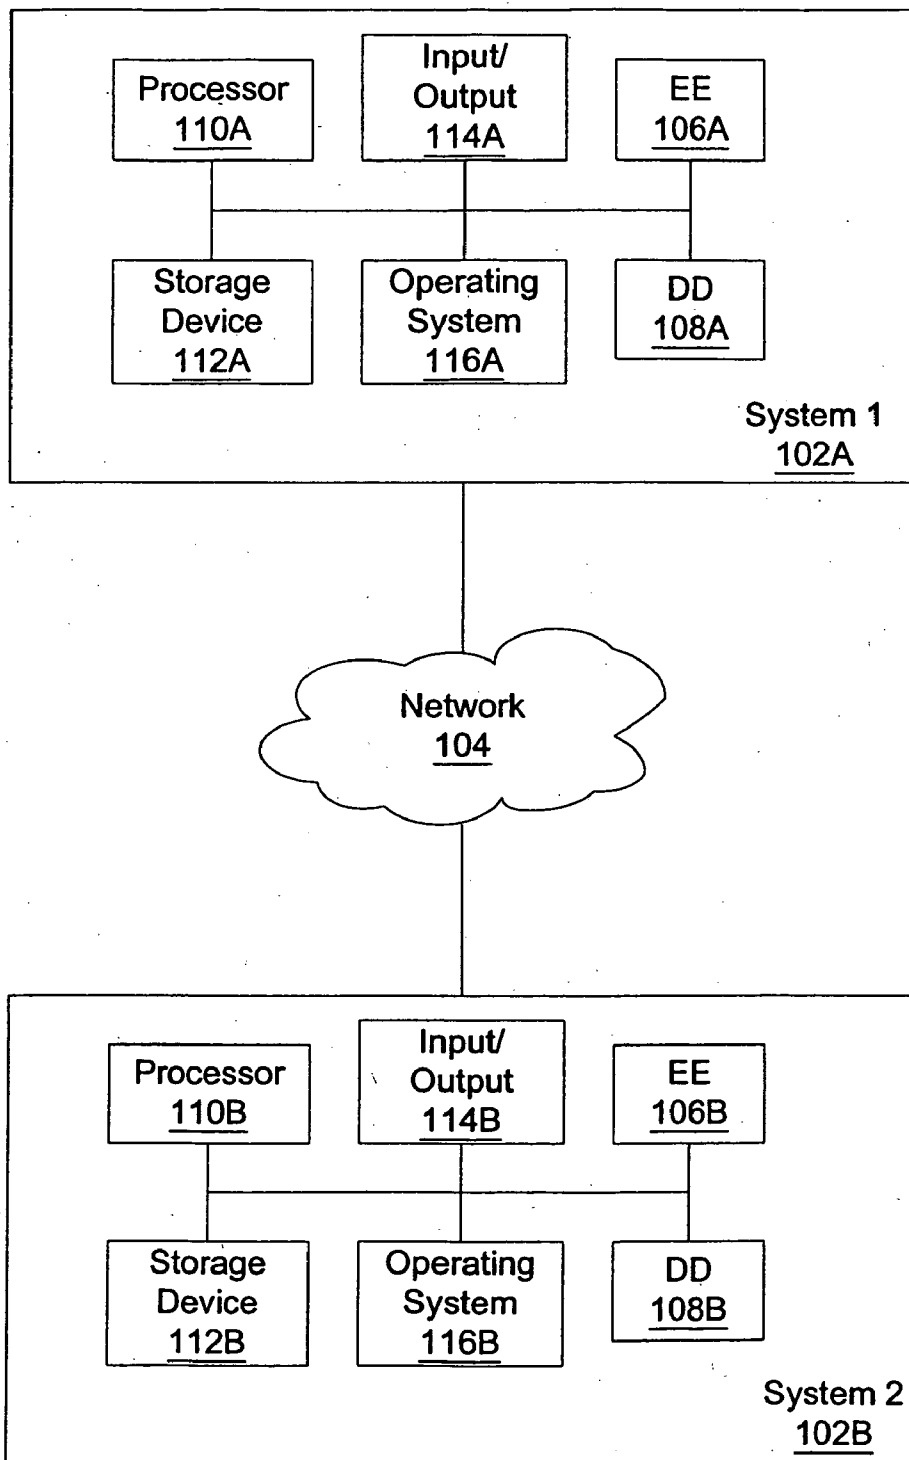 Processor
110A
Input/
Output
114A
EE
106A
Storage
Device
112A
Operating
System
116A
DD
108A
System 1
102A
Network
104
Processor
110B
Input/
Output
114B
EE
106B
Storage
Device
112B
Operating
System
116B
DD
108B
System 2
102B